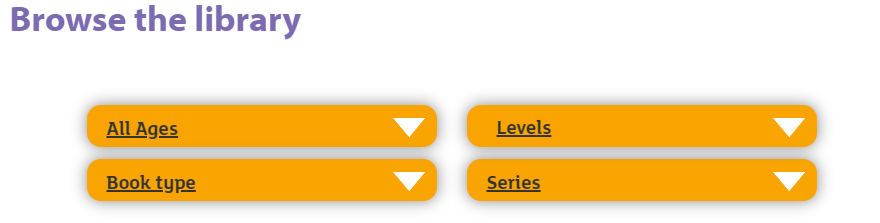 Browse the library
All Ages
Levels
Book type
Series